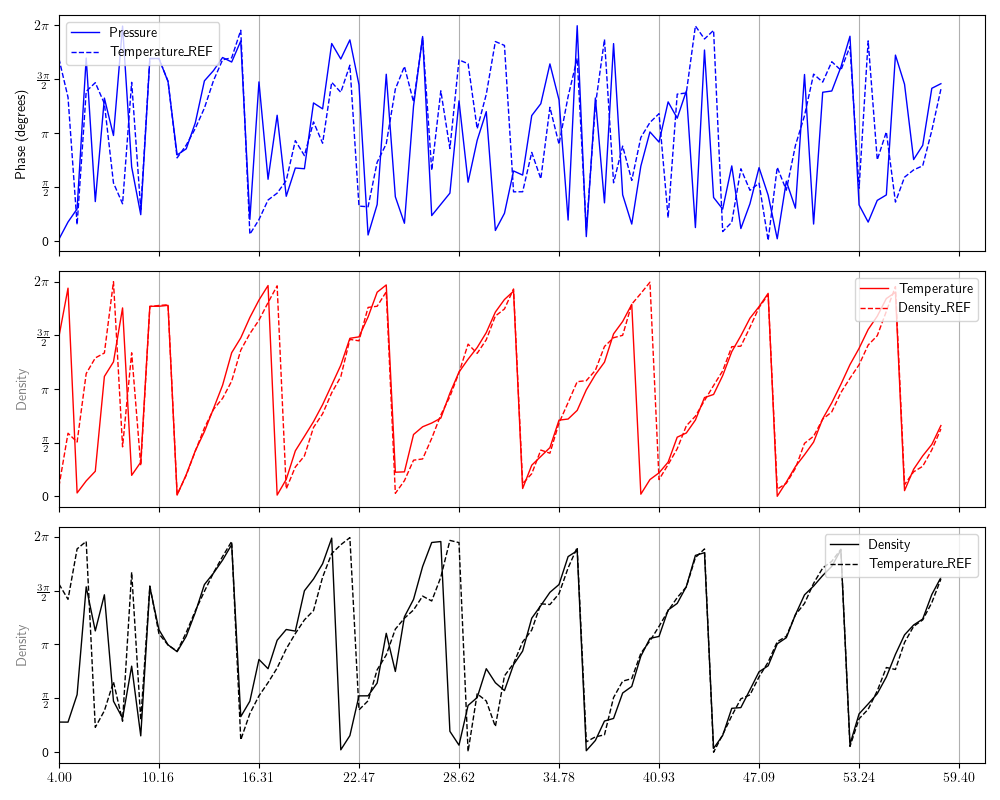 2π
3π/2
π
π/2
0
Phase (degrees)
Pressure
Temperature_REF
2π
3π/2
π
π/2
0
Density
Temperature
Density_REF
2π
3π/2
π
π/2
0
Density
Density
Temperature_REF
4.00 10.16 16.31 22.47 28.62 34.78 40.93 47.09 53.24 59.40